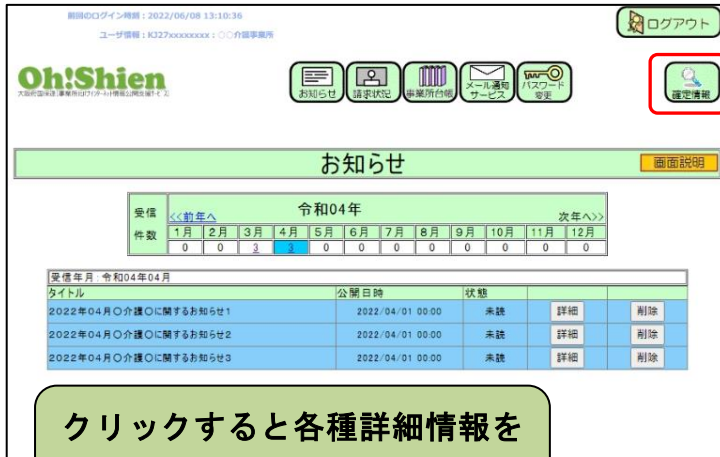 前回のログイン時刻：2022/06/08 13:10:36
ユーザ情報：KJ27xxxxxxxx：○○介護事業所
ログアウト
Oh!Shien
お知らせ 請求状況 事業所台帳 メール通知サービス パスワード変更 確定情報
お知らせ 画面説明
受信件数 <<前年へ 令和04年 次年へ>>
1月 2月 3月 4月 5月 6月 7月 8月 9月 10月 11月 12月
0 0 3 3 0 0 0 0 0 0 0 0
受信年月：令和04年04月
タイトル 公開日時 状態
2022年04月○介護○に関するお知らせ1 2022/04/01 00:00 未読 詳細 削除
2022年04月○介護○に関するお知らせ2 2022/04/01 00:00 未読 詳細 削除
2022年04月○介護○に関するお知らせ3 2022/04/01 00:00 未読 詳細 削除
クリックすると各種詳細情報を